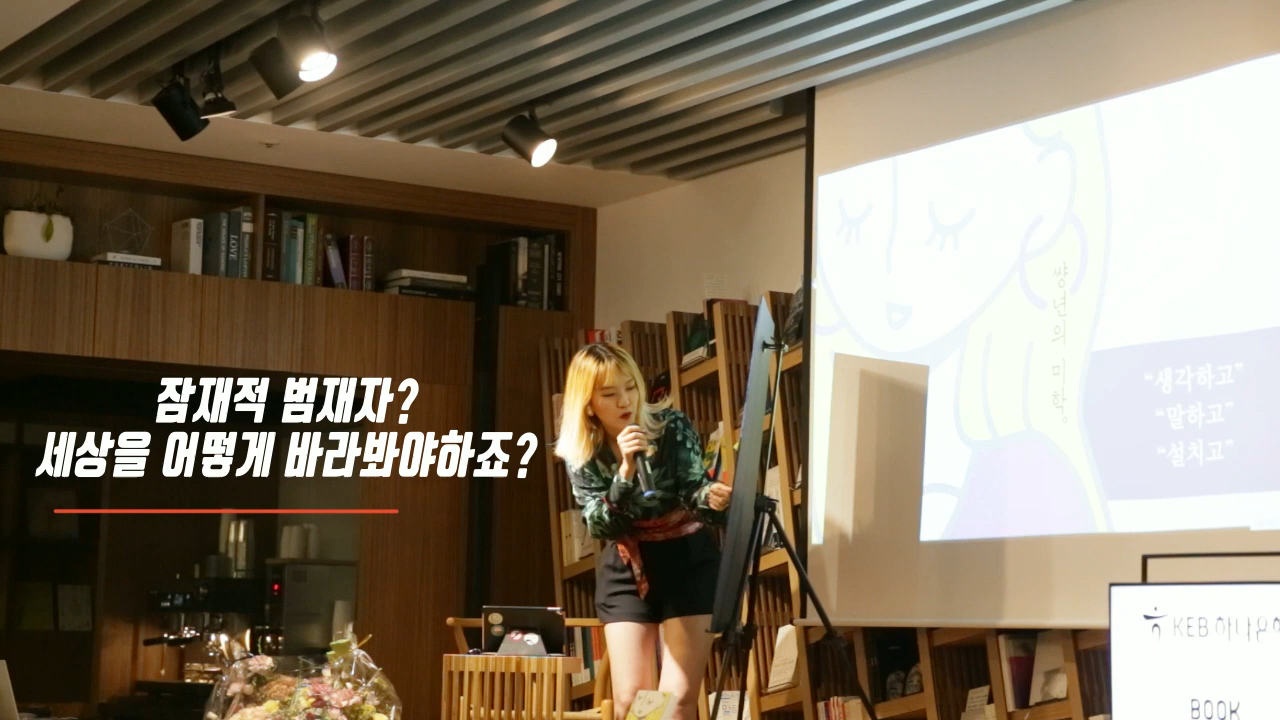 잠재적 범재자?
세상을 어떻게 바라봐야하죠?
LOVE
쌍년의 미학
“생각하고”
“말하고”
“설치고”
KEB 하나은행
BOOK